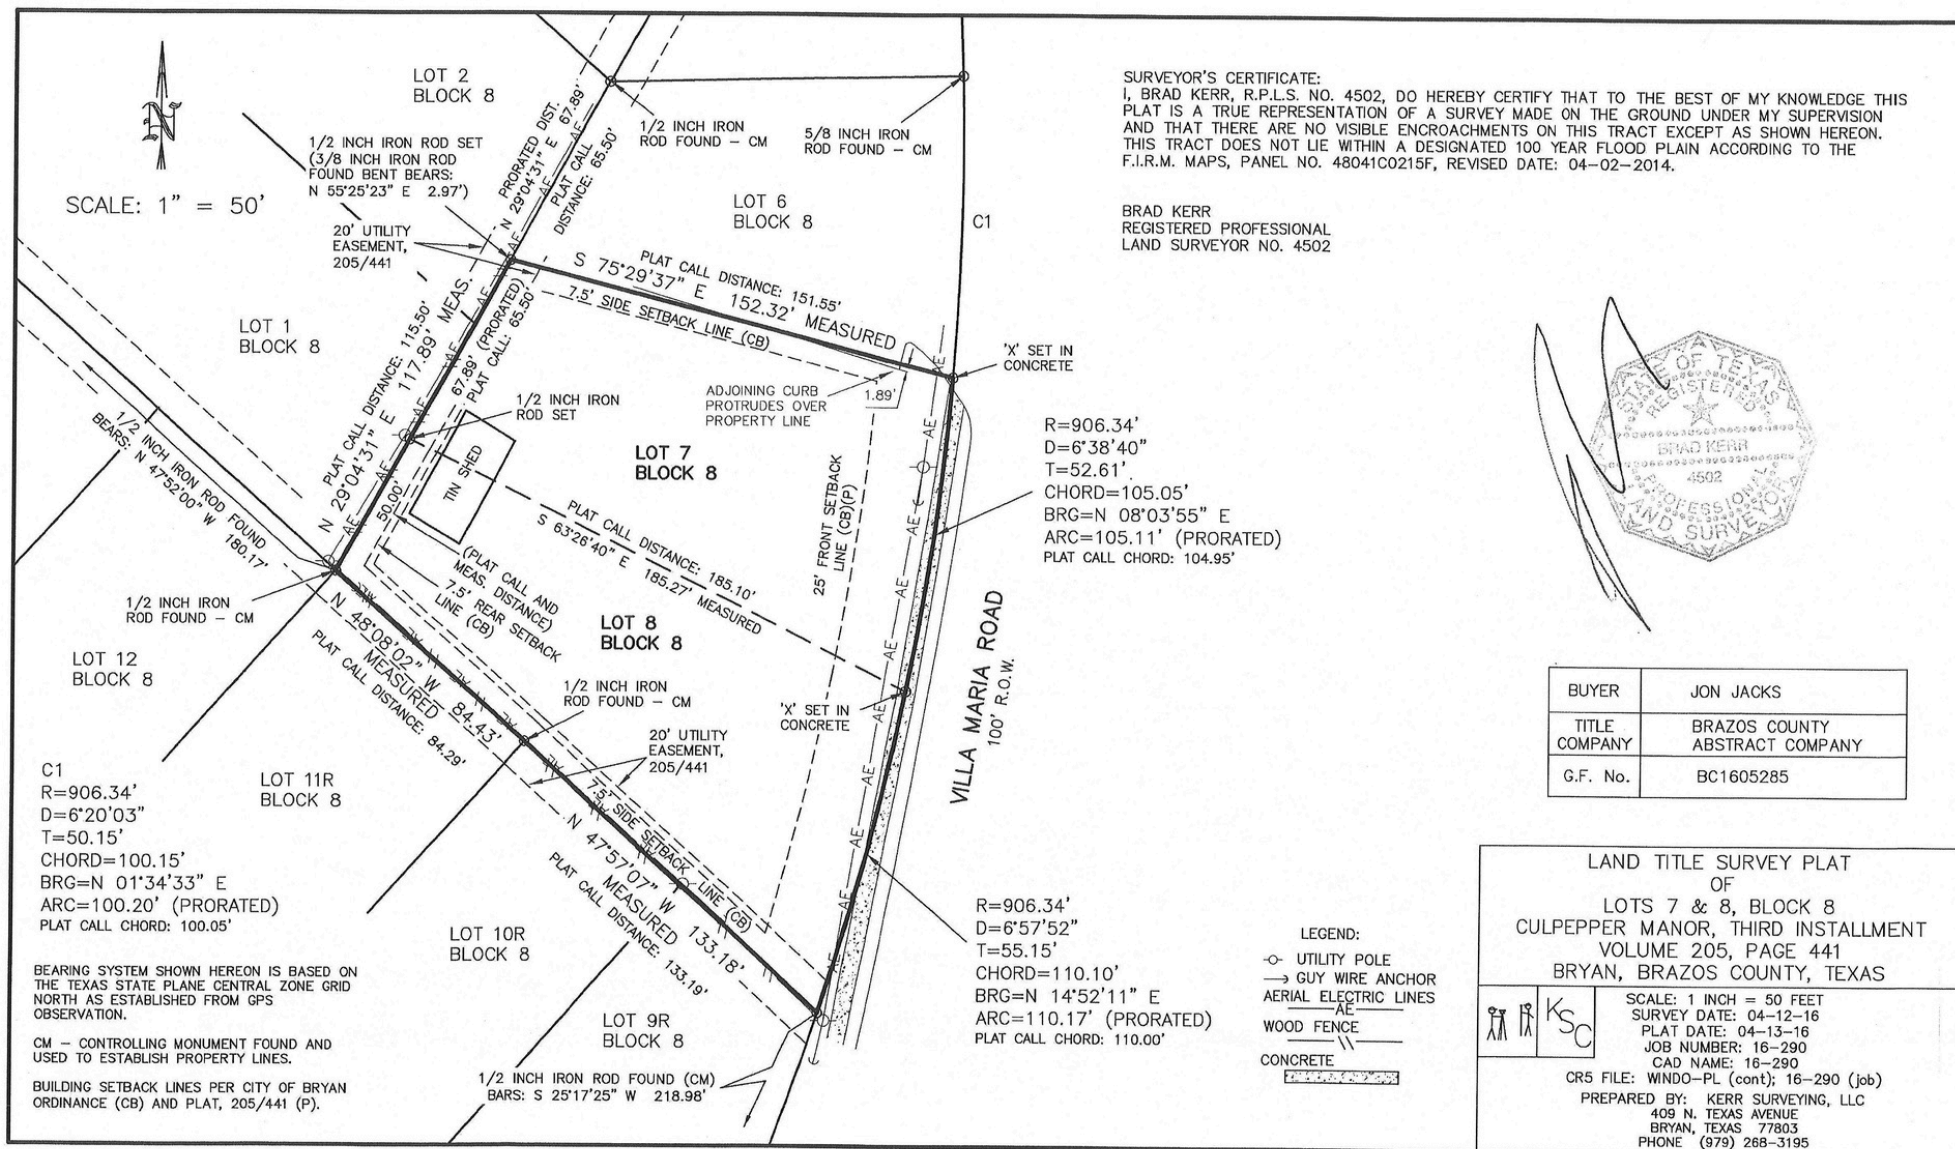 N
SCALE: 1" = 50'
LOT 2
BLOCK 8
1/2 INCH IRON ROD SET
(3/8 INCH IRON ROD
FOUND BENT BEARS:
N 55°25'23" E 2.97')
20' UTILITY
EASEMENT,
205/441
PRORATED DIST.
N 29°04'31" E 67.89'
PLAT CALL
DISTANCE: 65.50'
AE
1/2 INCH IRON
ROD FOUND – CM
5/8 INCH IRON
ROD FOUND – CM
LOT 6
BLOCK 8
C1
PLAT CALL DISTANCE: 151.55'
S 75°29'37" E 152.32' MEASURED
7.5' SIDE SETBACK LINE (CB)
LOT 1
BLOCK 8
PLAT CALL DISTANCE: 115.50'
N 29°04'31" E 117.89' MEAS.
67.89' (PRORATED)
PLAT CALL: 65.50'
50.00'
1/2 INCH IRON
ROD SET
ADJOINING CURB
PROTRUDES OVER
PROPERTY LINE
1.89'
'X' SET IN
CONCRETE
LOT 7
BLOCK 8
TIN SHED
1/2 INCH IRON ROD FOUND
BEARS: N 47°52'00" W 180.17'
PLAT CALL DISTANCE: 185.10'
S 63°26'40" E 185.27' MEASURED
25' FRONT SETBACK
LINE (CB)(P)
(PLAT CALL AND
MEAS. DISTANCE)
7.5' REAR SETBACK
LINE (CB)
1/2 INCH IRON
ROD FOUND – CM
LOT 8
BLOCK 8
R=906.34'
D=6°38'40"
T=52.61'
CHORD=105.05'
BRG=N 08°03'55" E
ARC=105.11' (PRORATED)
PLAT CALL CHORD: 104.95'
LOT 12
BLOCK 8
N 48°08'02" W 84.43'
MEASURED
PLAT CALL DISTANCE: 84.29'
1/2 INCH IRON
ROD FOUND – CM
20' UTILITY
EASEMENT,
205/441
'X' SET IN
CONCRETE
VILLA MARIA ROAD
100' R.O.W.
LOT 11R
BLOCK 8
7.5' SIDE SETBACK LINE (CB)
N 47°57'07" W 133.18'
MEASURED
PLAT CALL DISTANCE: 133.19'
C1
R=906.34'
D=6°20'03"
T=50.15'
CHORD=100.15'
BRG=N 01°34'33" E
ARC=100.20' (PRORATED)
PLAT CALL CHORD: 100.05'
LOT 10R
BLOCK 8
LOT 9R
BLOCK 8
1/2 INCH IRON ROD FOUND (CM)
BARS: S 25°17'25" W 218.98'
R=906.34'
D=6°57'52"
T=55.15'
CHORD=110.10'
BRG=N 14°52'11" E
ARC=110.17' (PRORATED)
PLAT CALL CHORD: 110.00'
BEARING SYSTEM SHOWN HEREON IS BASED ON
THE TEXAS STATE PLANE CENTRAL ZONE GRID
NORTH AS ESTABLISHED FROM GPS
OBSERVATION.
CM – CONTROLLING MONUMENT FOUND AND
USED TO ESTABLISH PROPERTY LINES.
BUILDING SETBACK LINES PER CITY OF BRYAN
ORDINANCE (CB) AND PLAT, 205/441 (P).
LEGEND:
UTILITY POLE
GUY WIRE ANCHOR
AERIAL ELECTRIC LINES
AE
WOOD FENCE
CONCRETE
SURVEYOR'S CERTIFICATE:
I, BRAD KERR, R.P.L.S. NO. 4502, DO HEREBY CERTIFY THAT TO THE BEST OF MY KNOWLEDGE THIS
PLAT IS A TRUE REPRESENTATION OF A SURVEY MADE ON THE GROUND UNDER MY SUPERVISION
AND THAT THERE ARE NO VISIBLE ENCROACHMENTS ON THIS TRACT EXCEPT AS SHOWN HEREON.
THIS TRACT DOES NOT LIE WITHIN A DESIGNATED 100 YEAR FLOOD PLAIN ACCORDING TO THE
F.I.R.M. MAPS, PANEL NO. 48041C0215F, REVISED DATE: 04–02–2014.
BRAD KERR
REGISTERED PROFESSIONAL
LAND SURVEYOR NO. 4502
STATE OF TEXAS
REGISTERED
BRAD KERR
4502
PROFESSIONAL
LAND SURVEYOR
BUYER JON JACKS
TITLE COMPANY BRAZOS COUNTY
ABSTRACT COMPANY
G.F. No. BC1605285
LAND TITLE SURVEY PLAT
OF
LOTS 7 & 8, BLOCK 8
CULPEPPER MANOR, THIRD INSTALLMENT
VOLUME 205, PAGE 441
BRYAN, BRAZOS COUNTY, TEXAS
KSC
SCALE: 1 INCH = 50 FEET
SURVEY DATE: 04–12–16
PLAT DATE: 04–13–16
JOB NUMBER: 16–290
CAD NAME: 16–290
CR5 FILE: WINDO–PL (cont); 16–290 (job)
PREPARED BY: KERR SURVEYING, LLC
409 N. TEXAS AVENUE
BRYAN, TEXAS 77803
PHONE (979) 268–3195